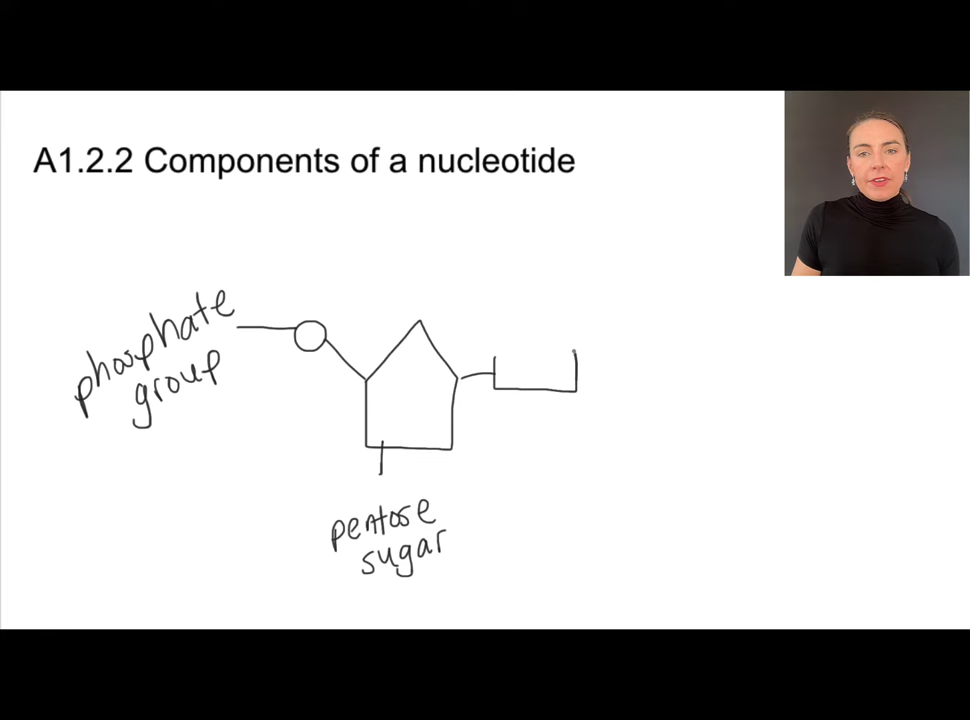 A1.2.2 Components of a nucleotide
phosphate
group
pentose
sugar